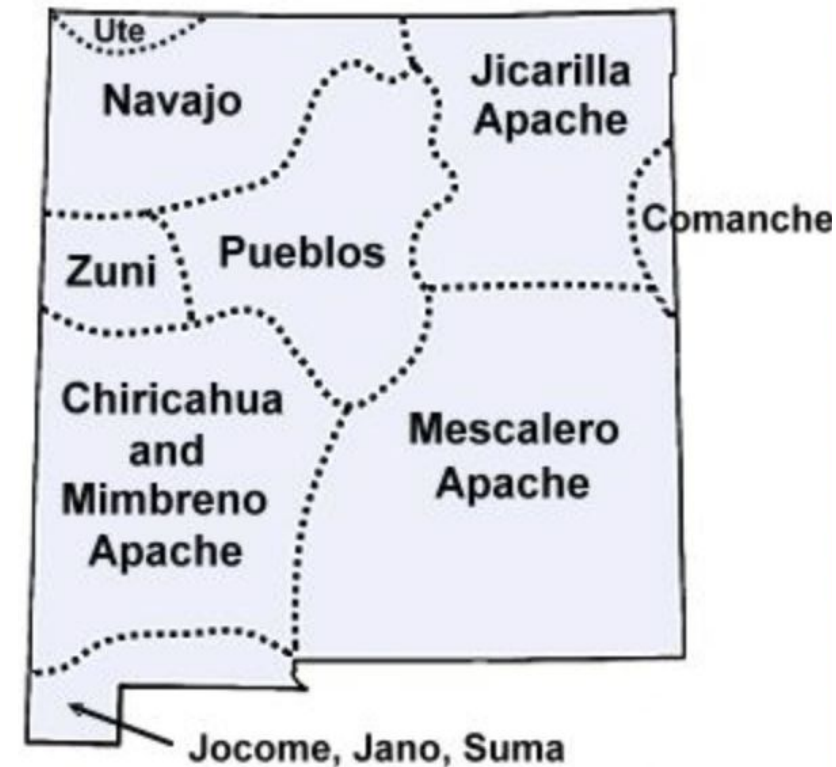 Ute
Navajo
Jicarilla
Apache
Comanche
Zuni
Pueblos
Chiricahua
and
Mimbreno
Apache
Mescalero
Apache
Jocome, Jano, Suma